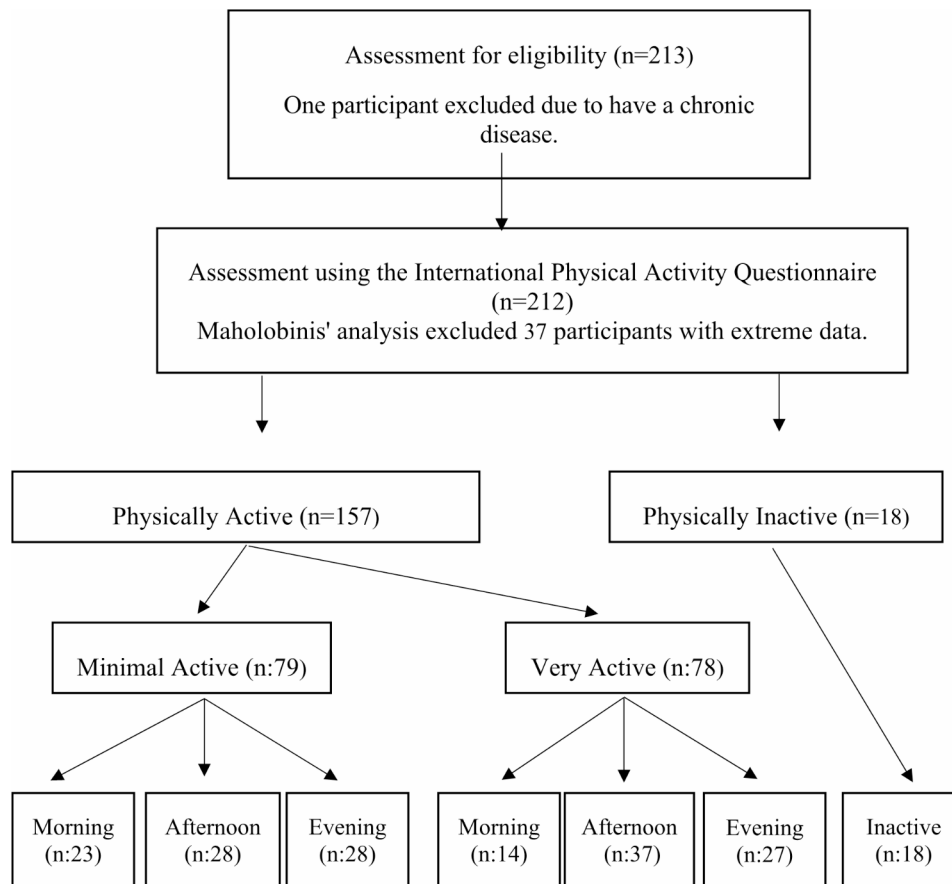 Assessment for eligibility (n=213)
One participant excluded due to have a chronic
disease.
Assessment using the International Physical Activity Questionnaire
(n=212)
Maholobinis' analysis excluded 37 participants with extreme data.
Physically Active (n=157)
Physically Inactive (n=18)
Minimal Active (n:79)
Very Active (n:78)
Morning
(n:23)
Afternoon
(n:28)
Evening
(n:28)
Morning
(n:14)
Afternoon
(n:37)
Evening
(n:27)
Inactive
(n:18)